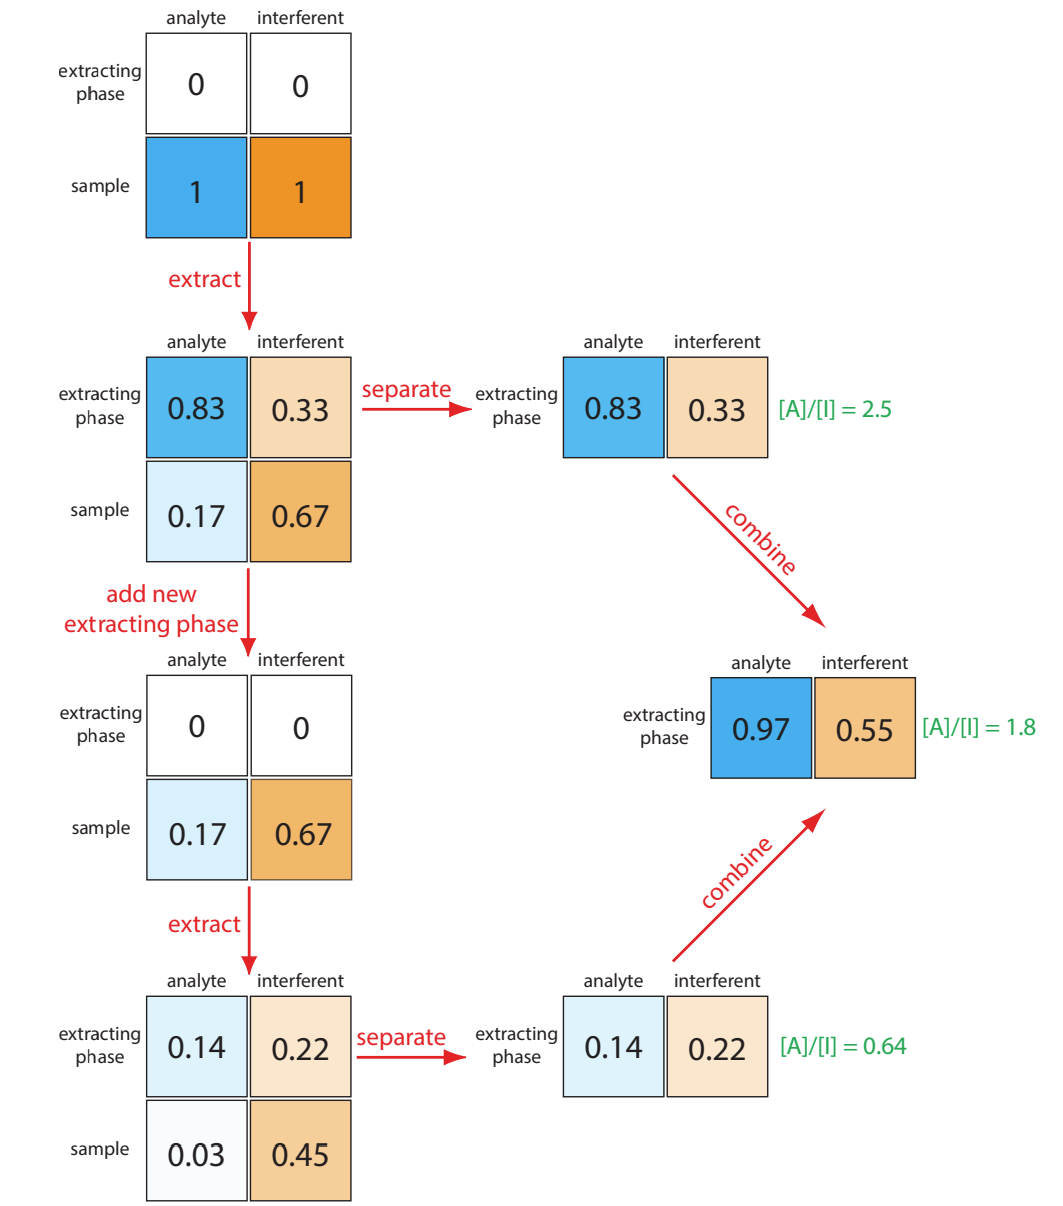 analyte interferent
extracting
phase
0 0
sample
1 1
extract
analyte interferent
extracting
phase
0.83 0.33
separate
analyte interferent
extracting
phase
0.83 0.33
[A]/[I] = 2.5
sample
0.17 0.67
combine
add new
extracting phase
analyte interferent
extracting
phase
0 0
analyte interferent
extracting
phase
0.97 0.55
[A]/[I] = 1.8
sample
0.17 0.67
combine
extract
analyte interferent
extracting
phase
0.14 0.22
separate
analyte interferent
extracting
phase
0.14 0.22
[A]/[I] = 0.64
sample
0.03 0.45